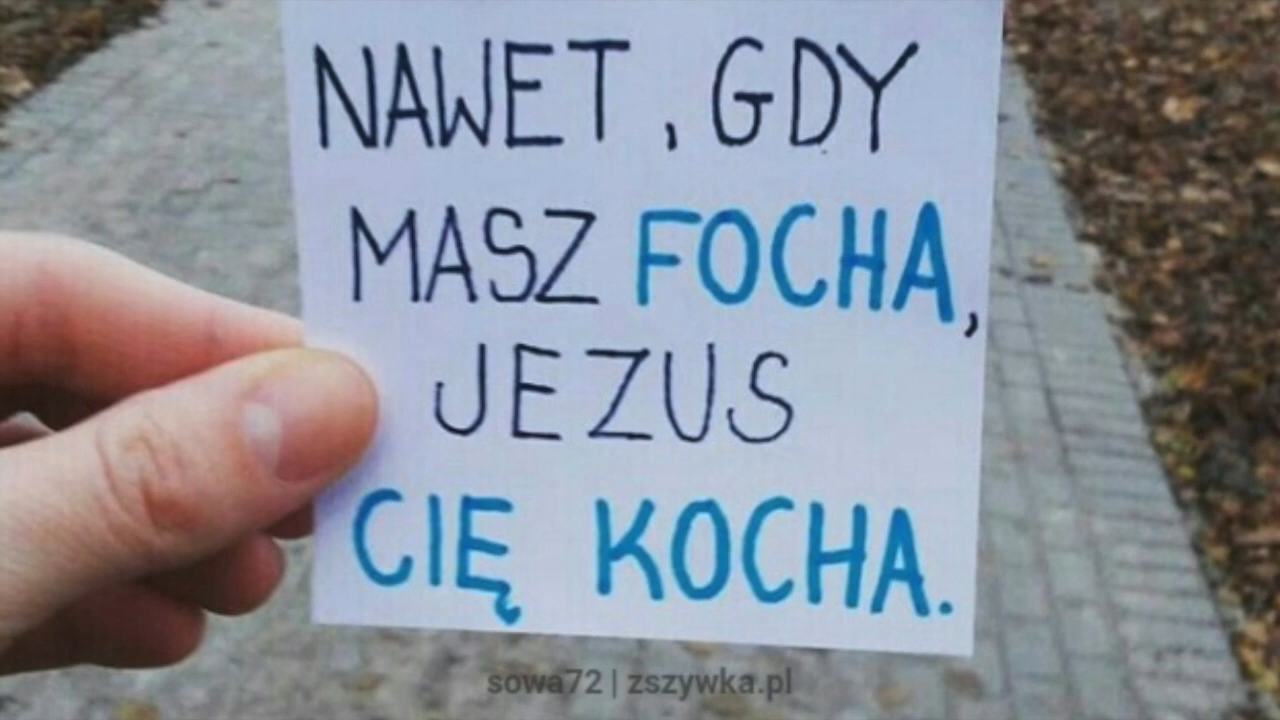 NAWET, GDY
MASZ FOCHA,
JEZUS
CIĘ KOCHA.
sowa72 | zszywka.pl